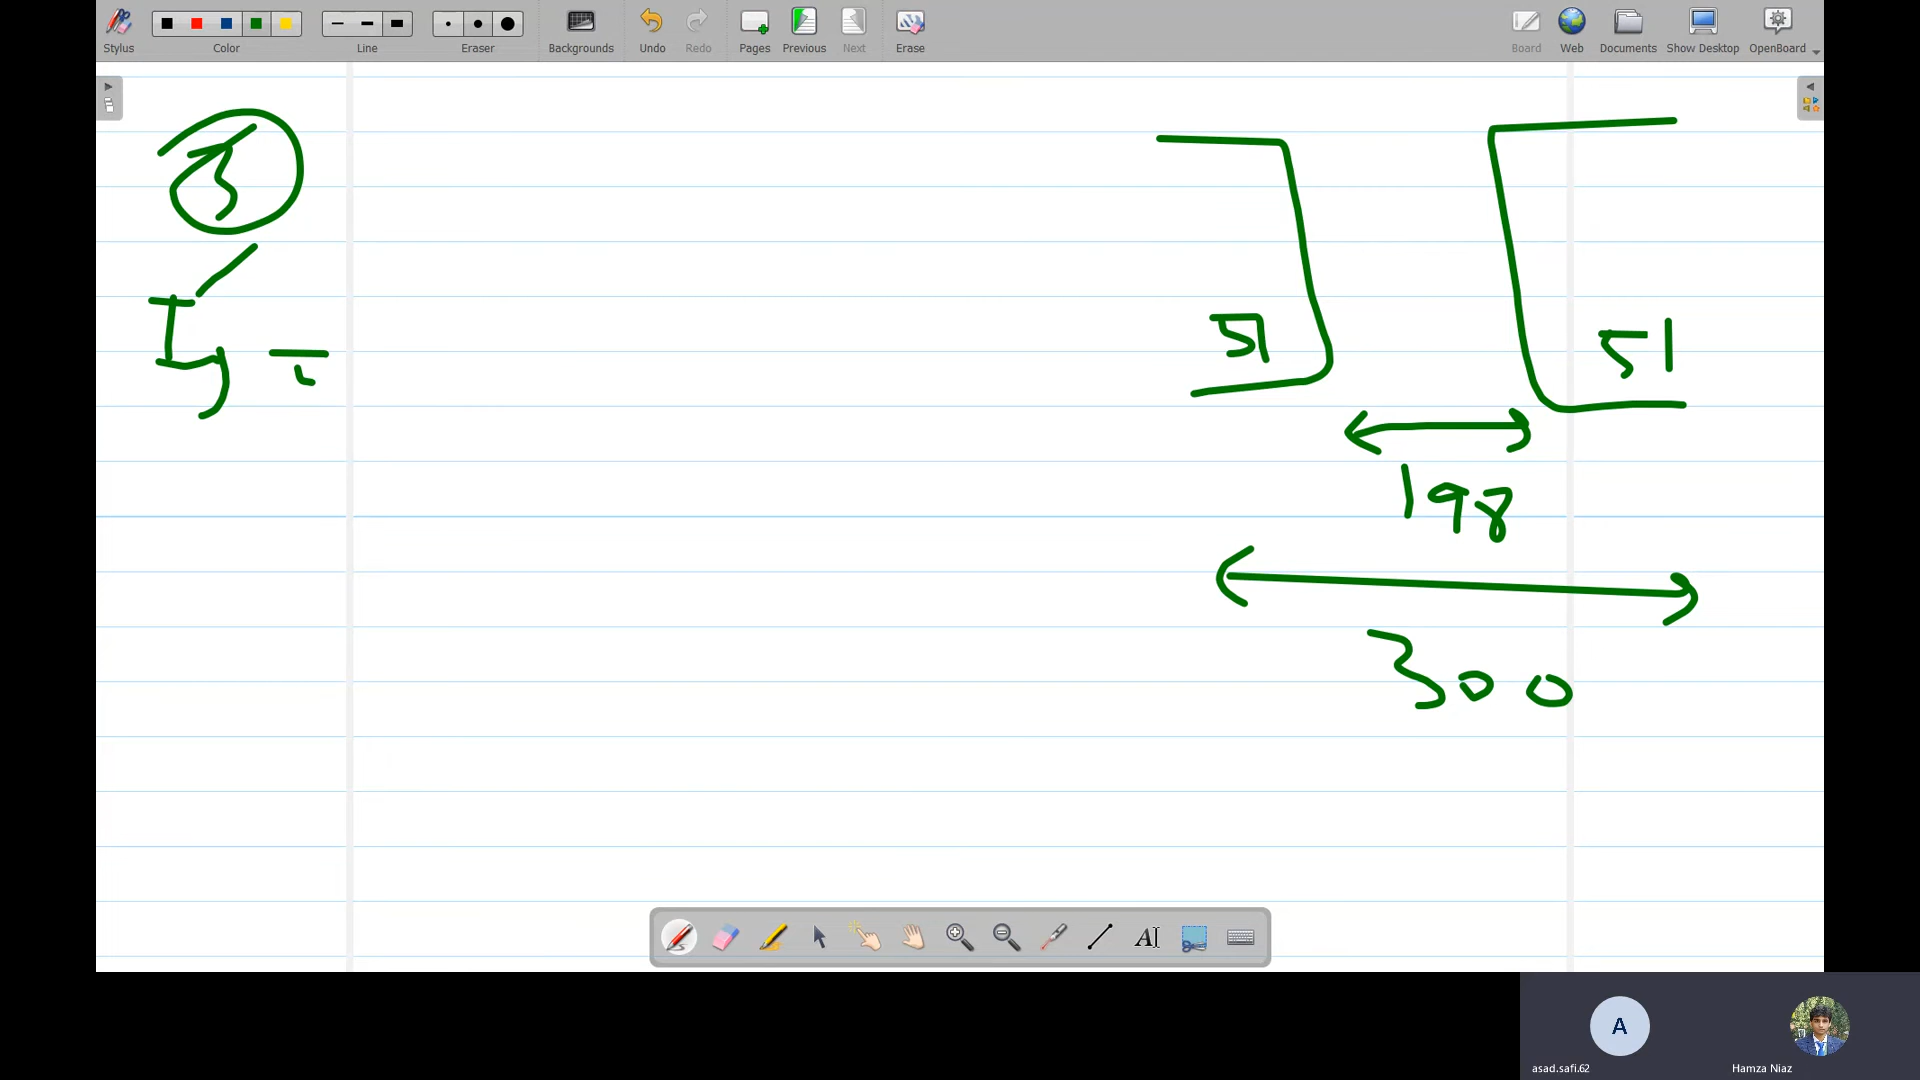 Stylus
Color
Line
Eraser
Backgrounds
Undo
Redo
Pages
Previous
Next
Erase
Board
Web
Documents
Show Desktop
OpenBoard
3
51
51
198
300
A
asad.safi.62
Hamza Niaz